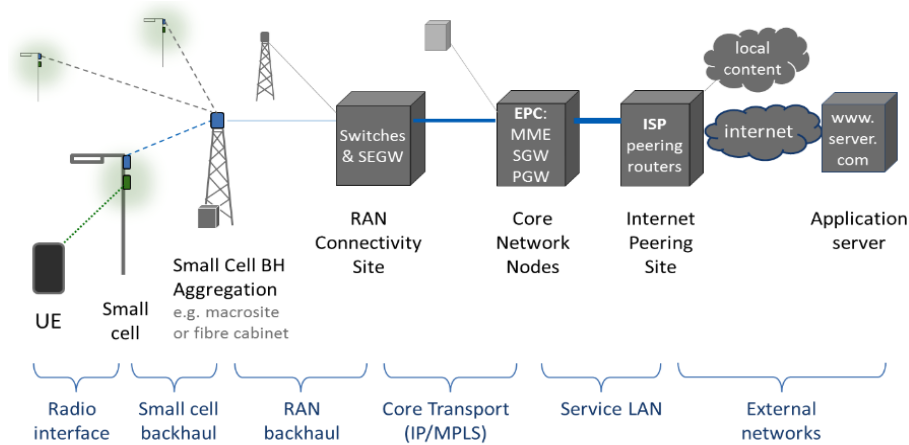 local
content
Switches
& SEGW
EPC:
MME
SGW
PGW
ISP
peering
routers
internet
www.
server.
com
RAN
Connectivity
Site
Core
Network
Nodes
Internet
Peering
Site
Application
server
Small Cell BH
Aggregation
e.g. macrosite
or fibre cabinet
UE
Small
cell
Radio
interface
Small cell
backhaul
RAN
backhaul
Core Transport
(IP/MPLS)
Service LAN
External
networks